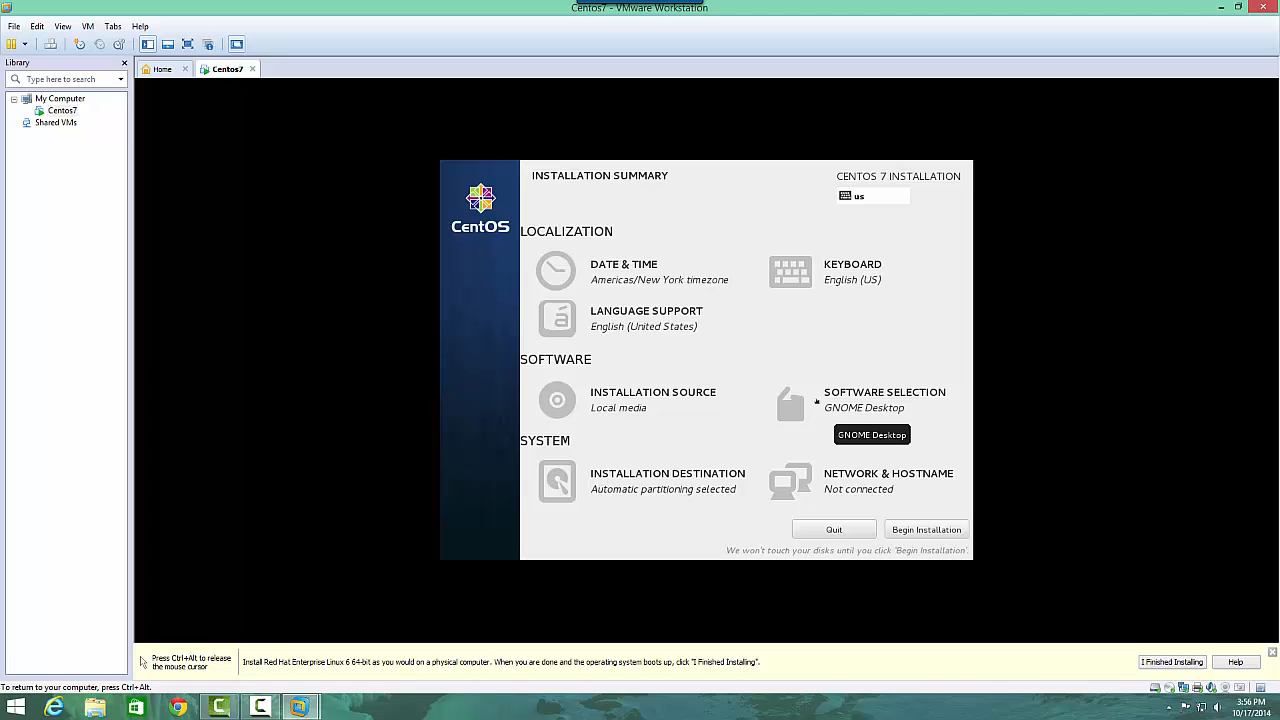 Centos7 - VMware Workstation
File Edit View VM Tabs Help
Library
Type here to search
My Computer
Centos7
Shared VMs
Home
Centos7
INSTALLATION SUMMARY
CENTOS 7 INSTALLATION
us
CentOS
LOCALIZATION
DATE & TIME
Americas/New York timezone
KEYBOARD
English (US)
LANGUAGE SUPPORT
English (United States)
SOFTWARE
INSTALLATION SOURCE
Local media
SOFTWARE SELECTION
GNOME Desktop
GNOME Desktop
SYSTEM
INSTALLATION DESTINATION
Automatic partitioning selected
NETWORK & HOSTNAME
Not connected
Quit
Begin Installation
We won't touch your disks until you click 'Begin Installation'.
Press Ctrl+Alt to release
the mouse cursor
Install Red Hat Enterprise Linux 6 64-bit as you would on a physical computer. When you are done and the operating system boots up, click "I Finished Installing".
I Finished Installing
Help
To return to your computer, press Ctrl+Alt.
3:56 PM
10/17/2014